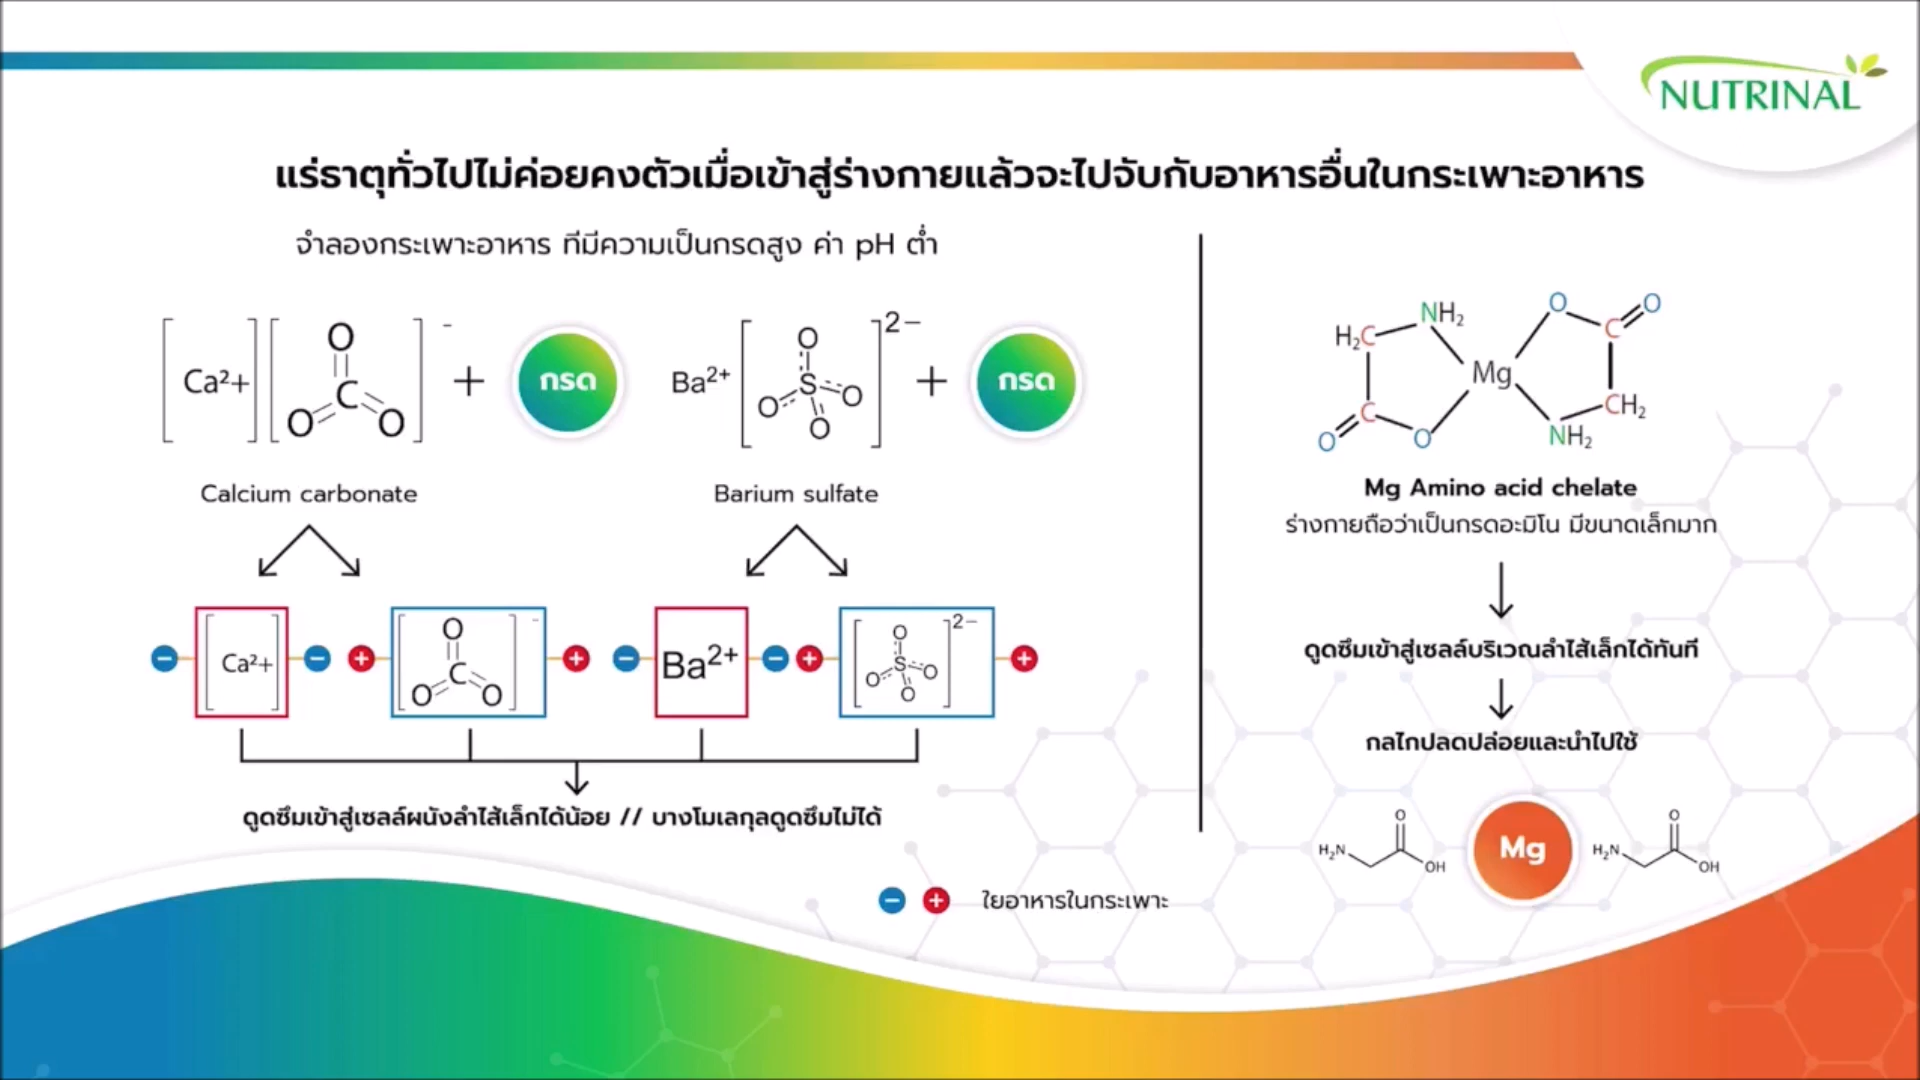 NUTRINAL
แร่ธาตุทั่วไปไม่ค่อยคงตัวเมื่อเข้าสู่ร่างกายแล้วจะไปจับกับอาหารอื่นในกระเพาะอาหาร
จำลองกระเพาะอาหาร ทีมีความเป็นกรดสูง ค่า pH ต่ำ
Ca²+ O C O O - + กรด
Ba2+ O S O O O 2− + กรด
Calcium carbonate
Barium sulfate
Ca²+
O C O O -
Ba2+
O S O O O 2−
ดูดซึมเข้าสู่เซลล์ผนังลำไส้เล็กได้น้อย // บางโมเลกุลดูดซึมไม่ได้
− + ใยอาหารในกระเพาะ
NH2 O O
H2C C
Mg
C CH2
O O NH2
Mg Amino acid chelate
ร่างกายถือว่าเป็นกรดอะมิโน มีขนาดเล็กมาก
ดูดซึมเข้าสู่เซลล์บริเวณลำไส้เล็กได้ทันที
กลไกปลดปล่อยและนำไปใช้
H2N O OH Mg H2N O OH